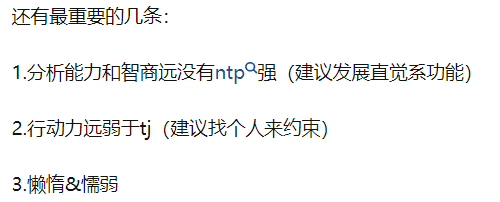 还有最重要的几条：
1.分析能力和智商远没有ntp强（建议发展直觉系功能）
2.行动力远弱于tj（建议找个人来约束）
3.懒惰&懦弱